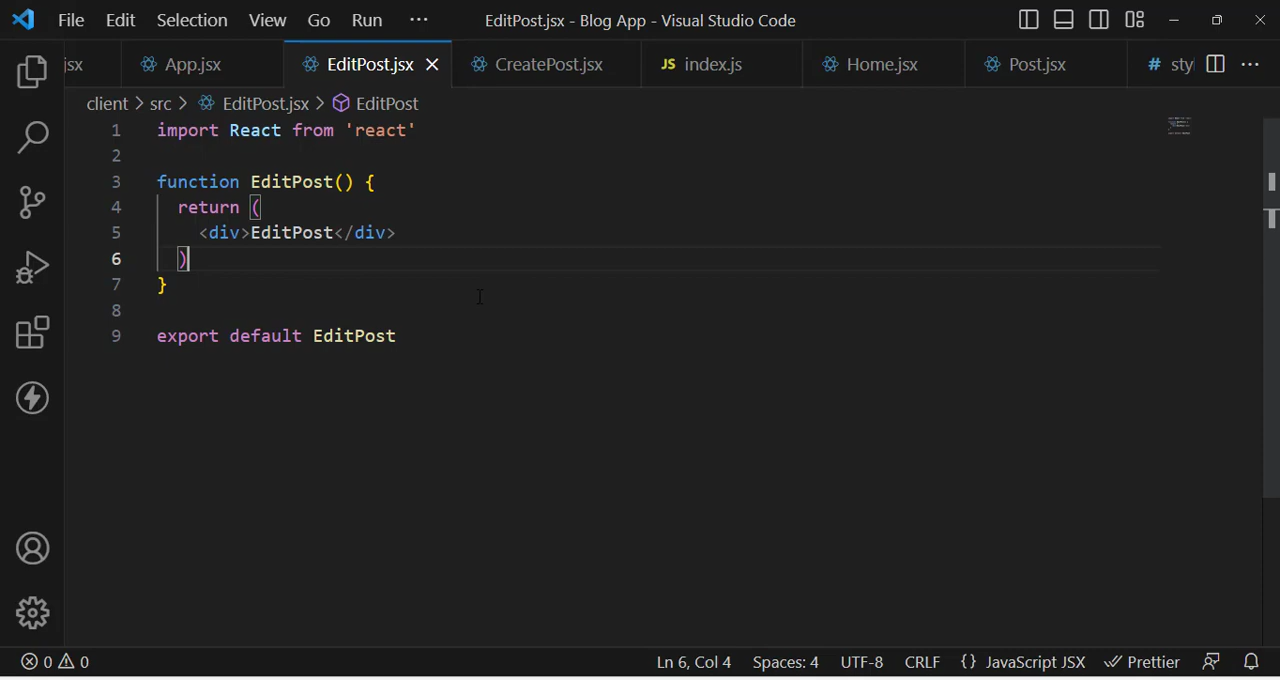 File Edit Selection View Go Run ··· EditPost.jsx - Blog App - Visual Studio Code
jsx App.jsx EditPost.jsx CreatePost.jsx JS index.js Home.jsx Post.jsx # sty ···
client > src > EditPost.jsx > EditPost
1 import React from 'react'
2
3 function EditPost() {
4 return (
5 <div>EditPost</div>
6 )
7 }
8
9 export default EditPost
0 0 Ln 6, Col 4 Spaces: 4 UTF-8 CRLF {} JavaScript JSX Prettier